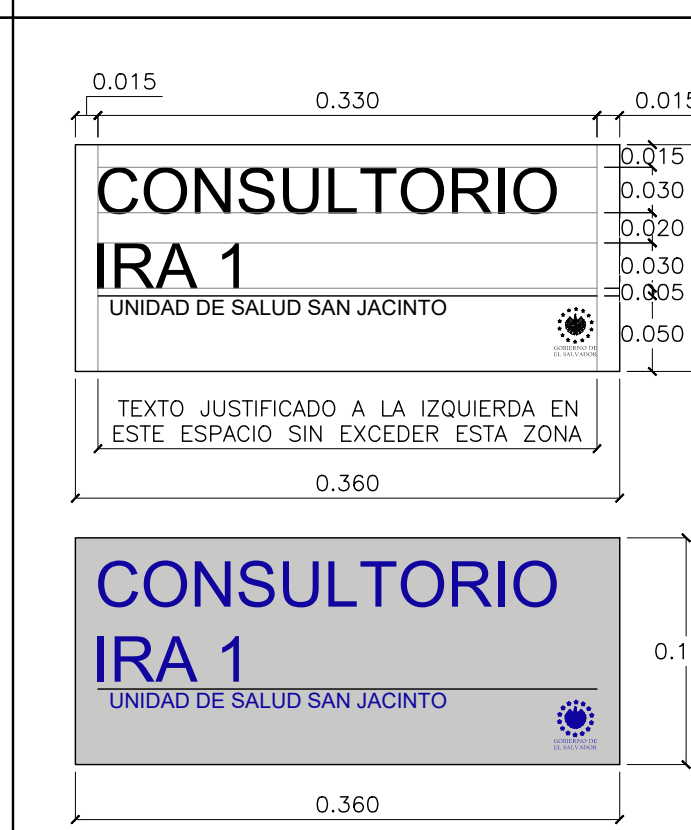 0.015
0.330
0.015
CONSULTORIO
IRA 1
UNIDAD DE SALUD SAN JACINTO
GOBIERNO DE
EL SALVADOR
0.015
0.030
0.020
0.030
0.005
0.050
TEXTO JUSTIFICADO A LA IZQUIERDA EN
ESTE ESPACIO SIN EXCEDER ESTA ZONA
0.360
CONSULTORIO
IRA 1
UNIDAD DE SALUD SAN JACINTO
GOBIERNO DE
EL SALVADOR
0.1
0.360